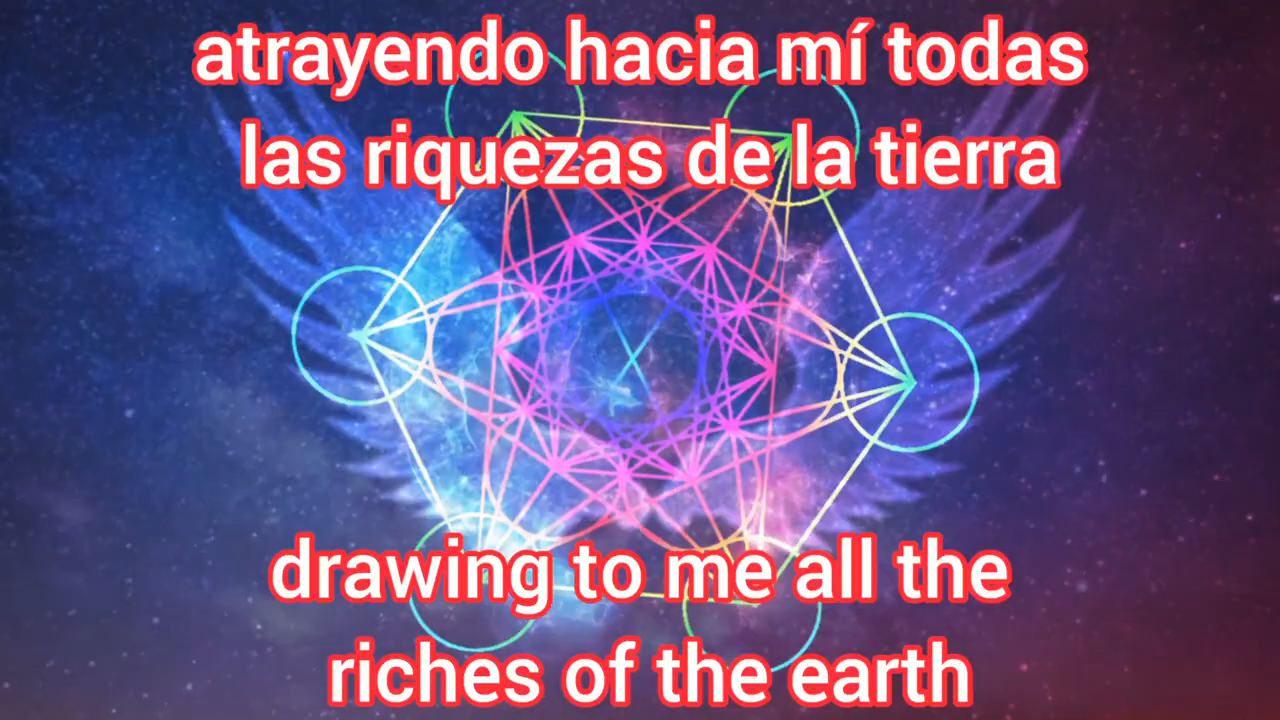 atrayendo hacia mí todas
las riquezas de la tierra
drawing to me all the
riches of the earth